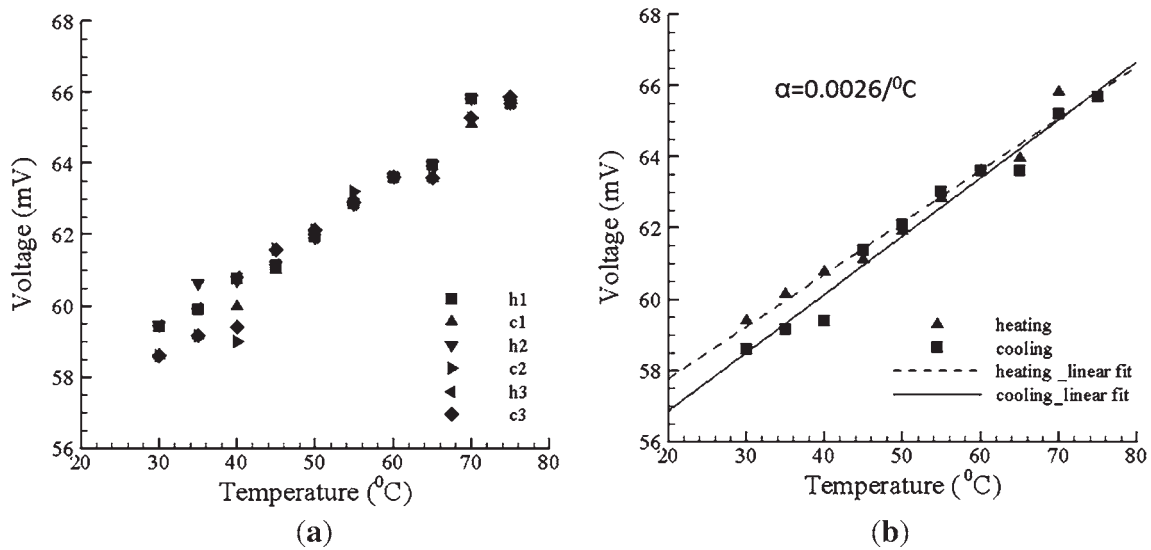 68
66
64
62
60
58
56
Voltage (mV)
h1
c1
h2
c2
h3
c3
20 30 40 50 60 70 80
Temperature (⁰C)
(a)
68
66
64
62
60
58
56
Voltage (mV)
α=0.0026/⁰C
heating
cooling
heating _linear fit
cooling_linear fit
20 30 40 50 60 70 80
Temperature (⁰C)
(b)